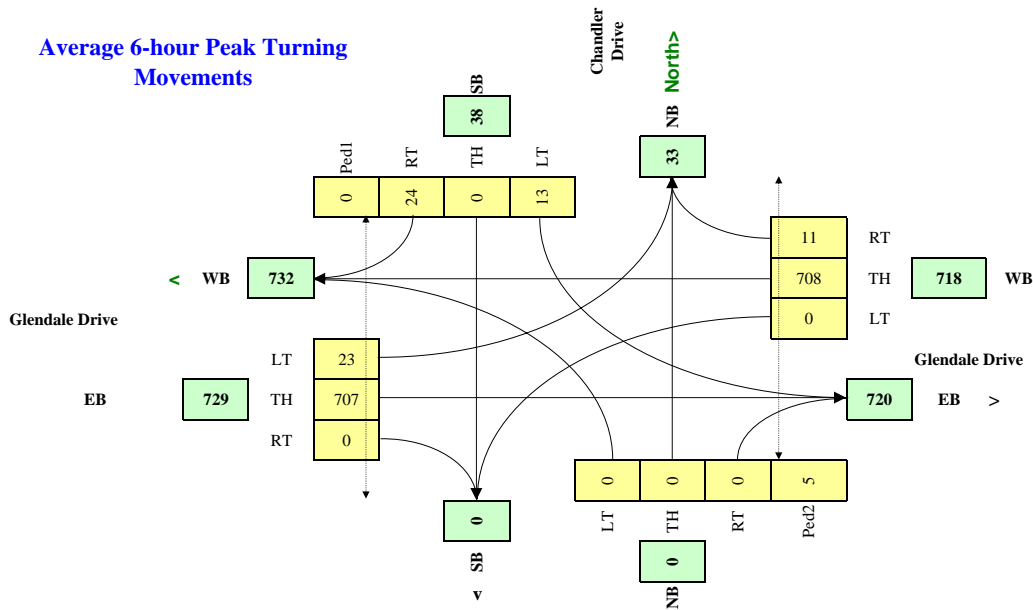 Average 6-hour Peak Turning
Movements
Chandler
Drive
North>
SB
38
NB
33
Ped1
RT
TH
LT
0
24
0
13
11
RT
< WB 732
708
TH
718
WB
0
LT
Glendale Drive
LT
23
Glendale Drive
EB
729
TH
707
720
EB
>
RT
0
0
0
0
5
LT
TH
RT
Ped2
0
SB
v
0
NB